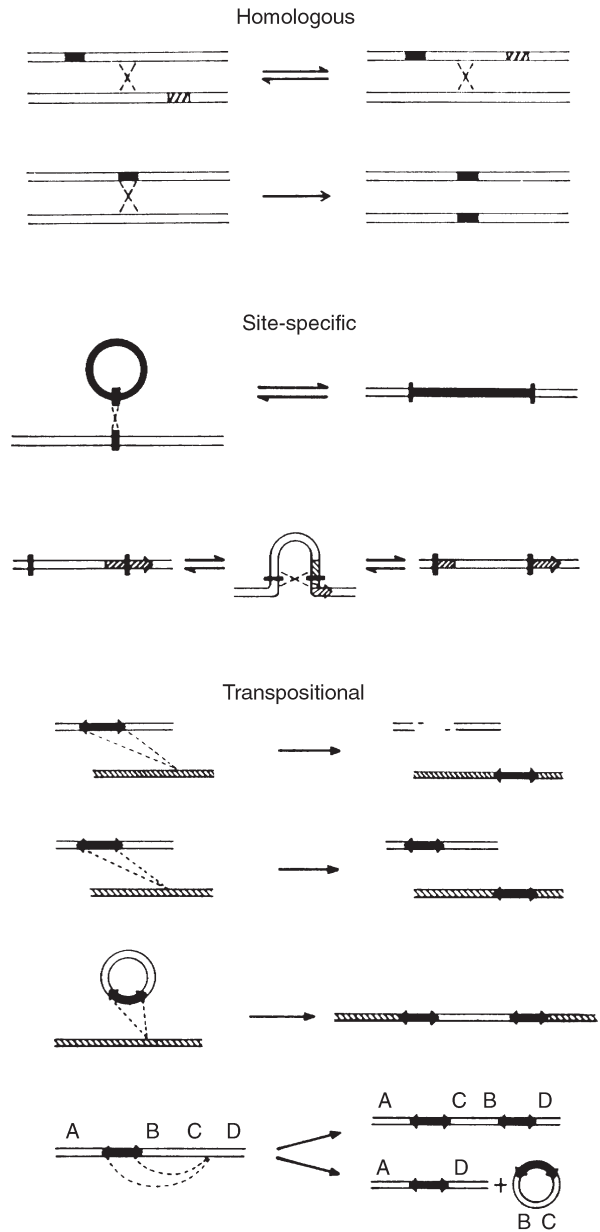 Homologous
Site-specific
Transpositional
A C B D
A B C D
A D
+
B C